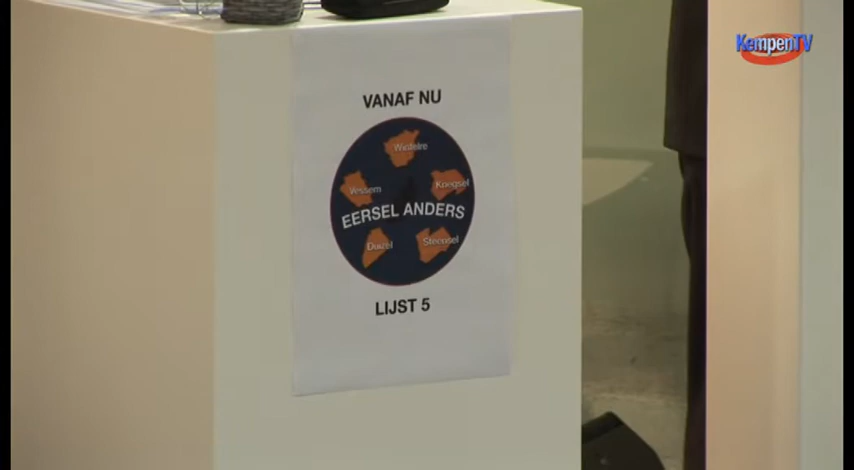 KempenTV
VANAF NU
Wintelre
Vessem
Knegsel
EERSEL ANDERS
Duizel
Steensel
LIJST 5